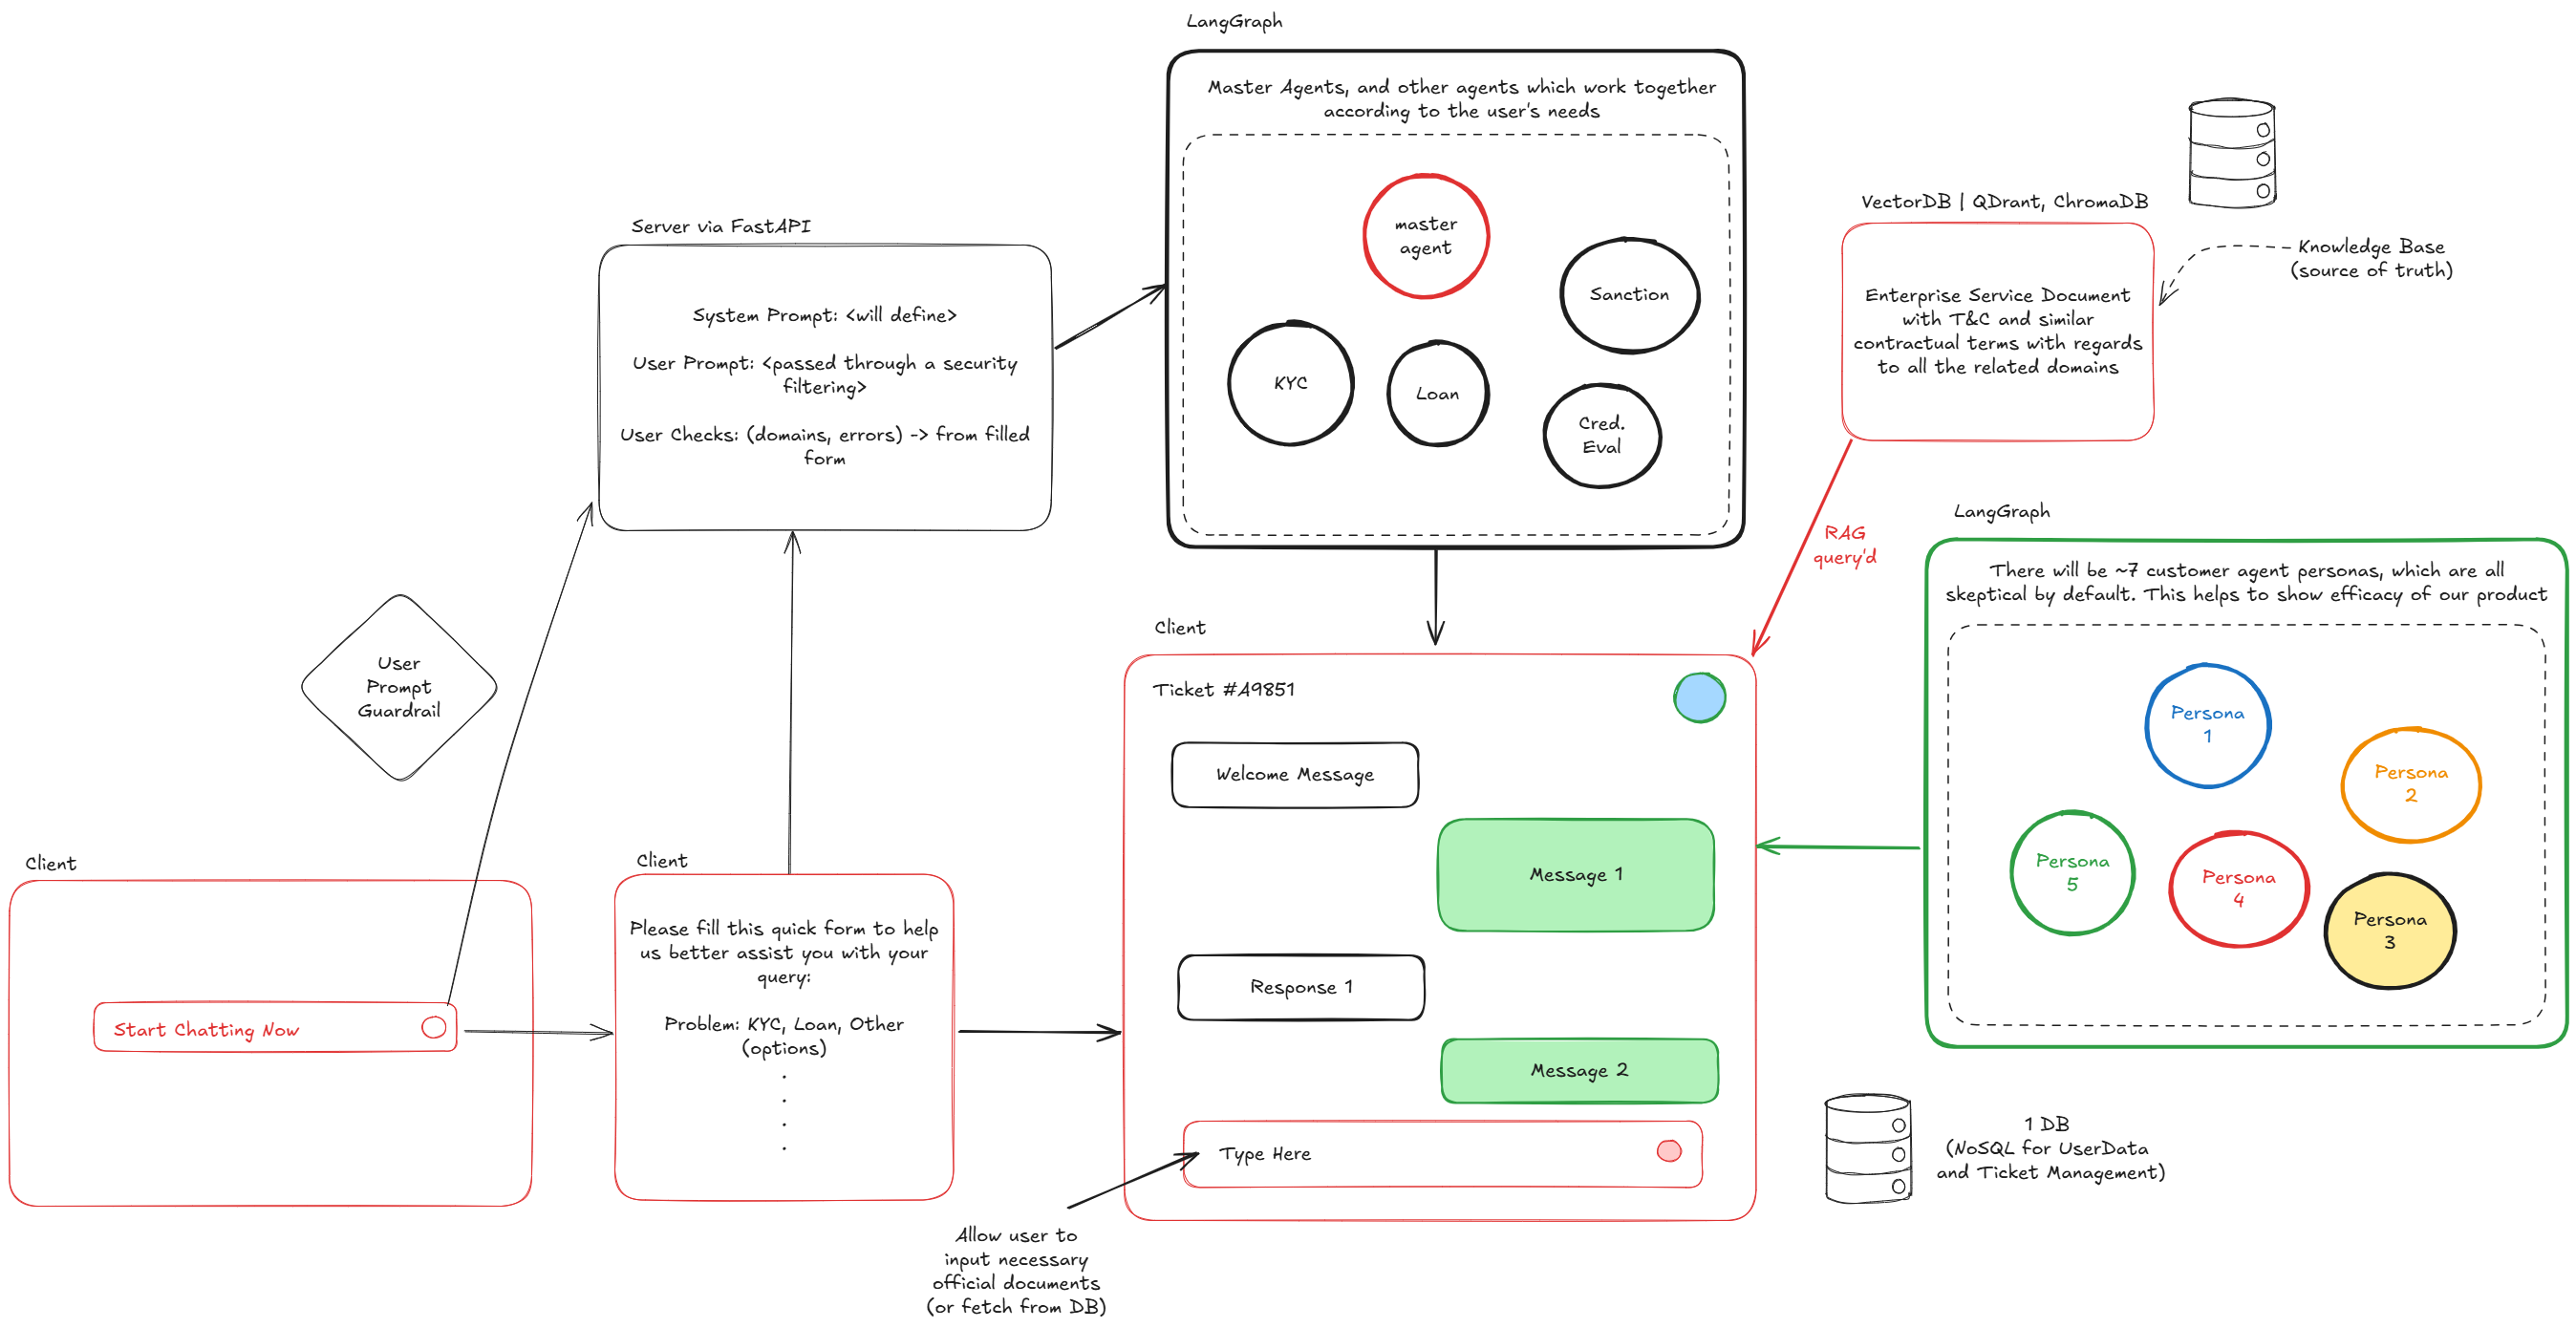 LangGraph
Master Agents, and other agents which work together
according to the user's needs
master
agent
Sanction
KYC
Loan
Cred.
Eval
Server via FastAPI
System Prompt: <will define>
User Prompt: <passed through a security
filtering>
User Checks: (domains, errors) -> from filled
form
VectorDB | QDrant, ChromaDB
Knowledge Base
(source of truth)
Enterprise Service Document
with T&C and similar
contractual terms with regards
to all the related domains
RAG
query'd
LangGraph
There will be ~7 customer agent personas, which are all
skeptical by default. This helps to show efficacy of our product
Persona
1
Persona
2
Persona
5
Persona
4
Persona
3
User
Prompt
Guardrail
Client
Start Chatting Now
Client
Please fill this quick form to help
us better assist you with your
query:
Problem: KYC, Loan, Other
(options)
.
.
.
.
Client
Ticket #A9851
Welcome Message
Message 1
Response 1
Message 2
Type Here
Allow user to
input necessary
official documents
(or fetch from DB)
1 DB
(NoSQL for UserData
and Ticket Management)